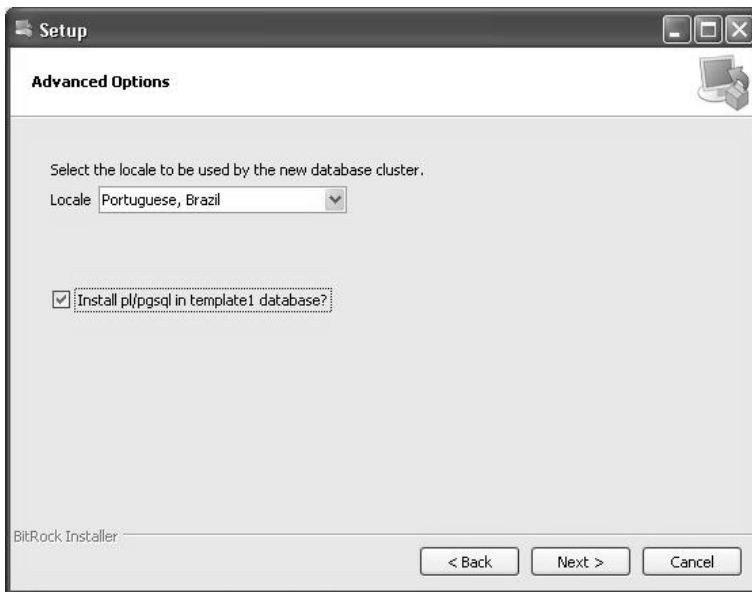 Setup
Advanced Options
Select the locale to be used by the new database cluster.
Locale Portuguese, Brazil
Install pl/pgsql in template1 database?
BitRock Installer
< Back Next > Cancel